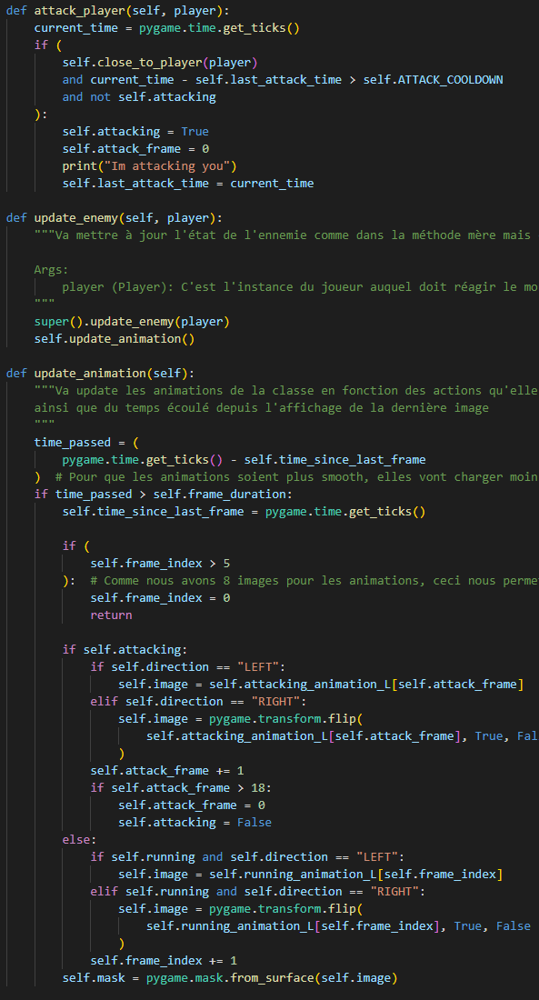 def attack_player(self, player):
    current_time = pygame.time.get_ticks()
    if (
        self.close_to_player(player)
        and current_time - self.last_attack_time > self.ATTACK_COOLDOWN
        and not self.attacking
    ):
        self.attacking = True
        self.attack_frame = 0
        print("Im attacking you")
        self.last_attack_time = current_time

def update_enemy(self, player):
    """Va mettre à jour l'état de l'ennemie comme dans la méthode mère mais

    Args:
        player (Player): C'est l'instance du joueur auquel doit réagir le mo
    """
    super().update_enemy(player)
    self.update_animation()

def update_animation(self):
    """Va update les animations de la classe en fonction des actions qu'elle
    ainsi que du temps écoulé depuis l'affichage de la dernière image
    """
    time_passed = (
        pygame.time.get_ticks() - self.time_since_last_frame
    )  # Pour que les animations soient plus smooth, elles vont charger moin
    if time_passed > self.frame_duration:
        self.time_since_last_frame = pygame.time.get_ticks()

        if (
            self.frame_index > 5
        ):  # Comme nous avons 8 images pour les animations, ceci nous perme
            self.frame_index = 0
            return

        if self.attacking:
            if self.direction == "LEFT":
                self.image = self.attacking_animation_L[self.attack_frame]
            elif self.direction == "RIGHT":
                self.image = pygame.transform.flip(
                    self.attacking_animation_L[self.attack_frame], True, Fal
                )
            self.attack_frame += 1
            if self.attack_frame > 18:
                self.attack_frame = 0
                self.attacking = False
        else:
            if self.running and self.direction == "LEFT":
                self.image = self.running_animation_L[self.frame_index]
            elif self.running and self.direction == "RIGHT":
                self.image = pygame.transform.flip(
                    self.running_animation_L[self.frame_index], True, False
                )
            self.frame_index += 1
        self.mask = pygame.mask.from_surface(self.image)